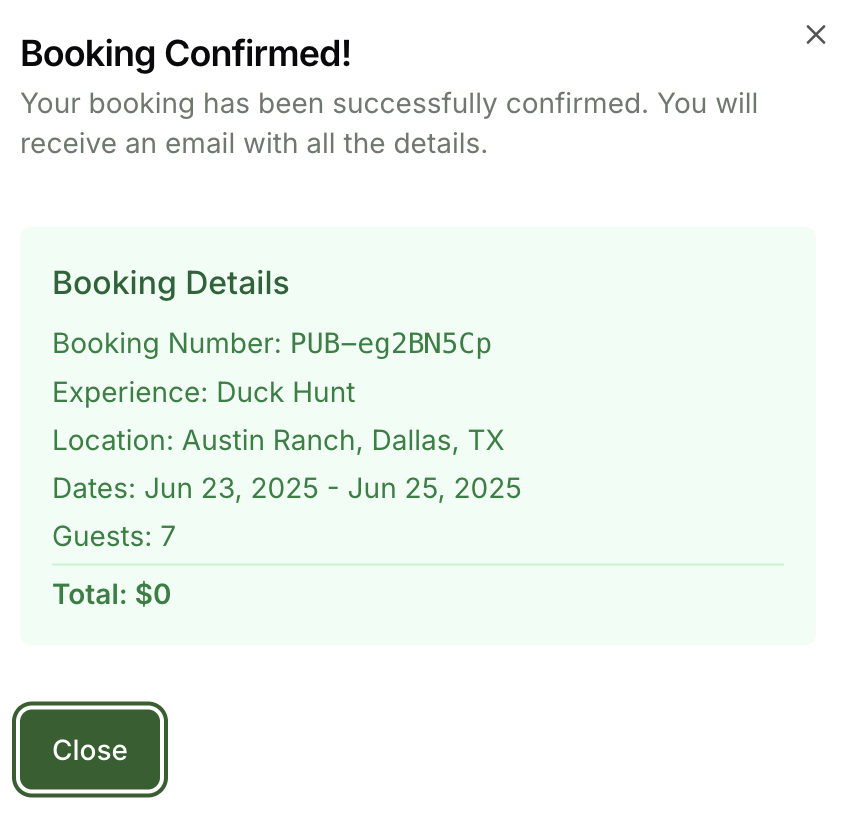 Booking Confirmed!
Your booking has been successfully confirmed. You will
receive an email with all the details.
Booking Details
Booking Number: PUB-eg2BN5Cp
Experience: Duck Hunt
Location: Austin Ranch, Dallas, TX
Dates: Jun 23, 2025 - Jun 25, 2025
Guests: 7
Total: $0
Close